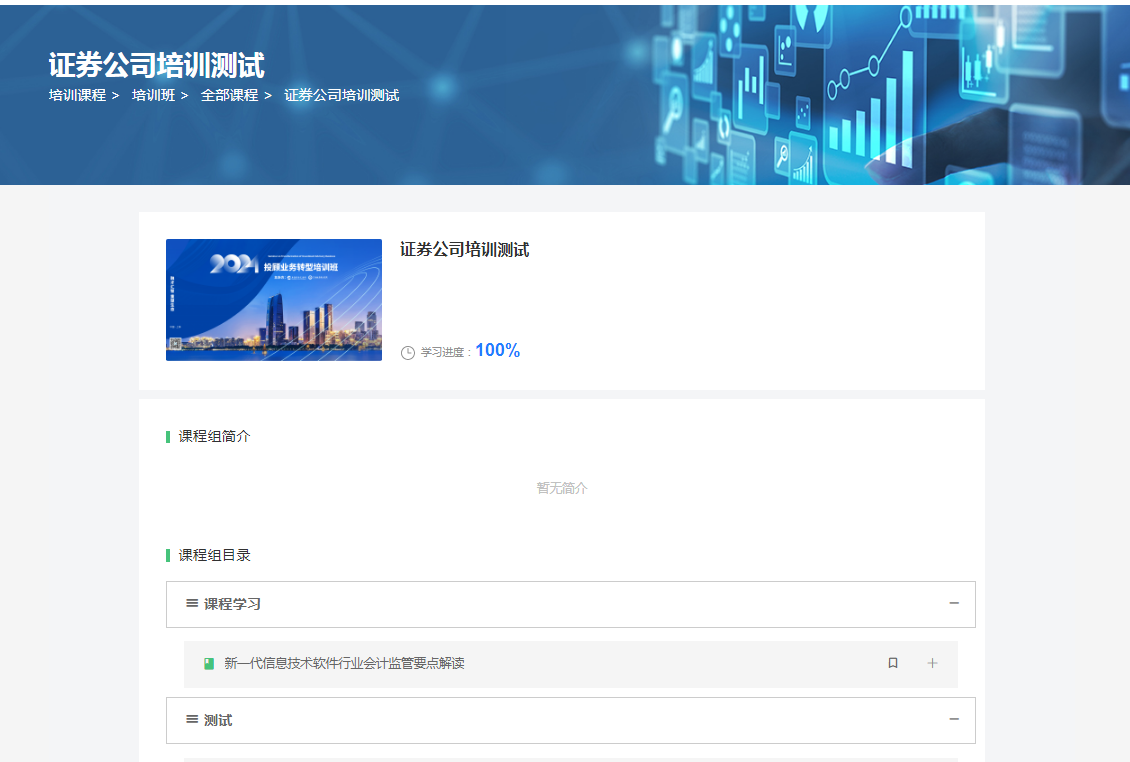 证券公司培训测试
培训课程 > 培训班 > 全部课程 > 证券公司培训测试
2024 投顾业务转型培训班
证券公司培训测试
学习进度：100%
课程组简介
暂无简介
课程组目录
课程学习
新一代信息技术软件行业会计监管要点解读
测试